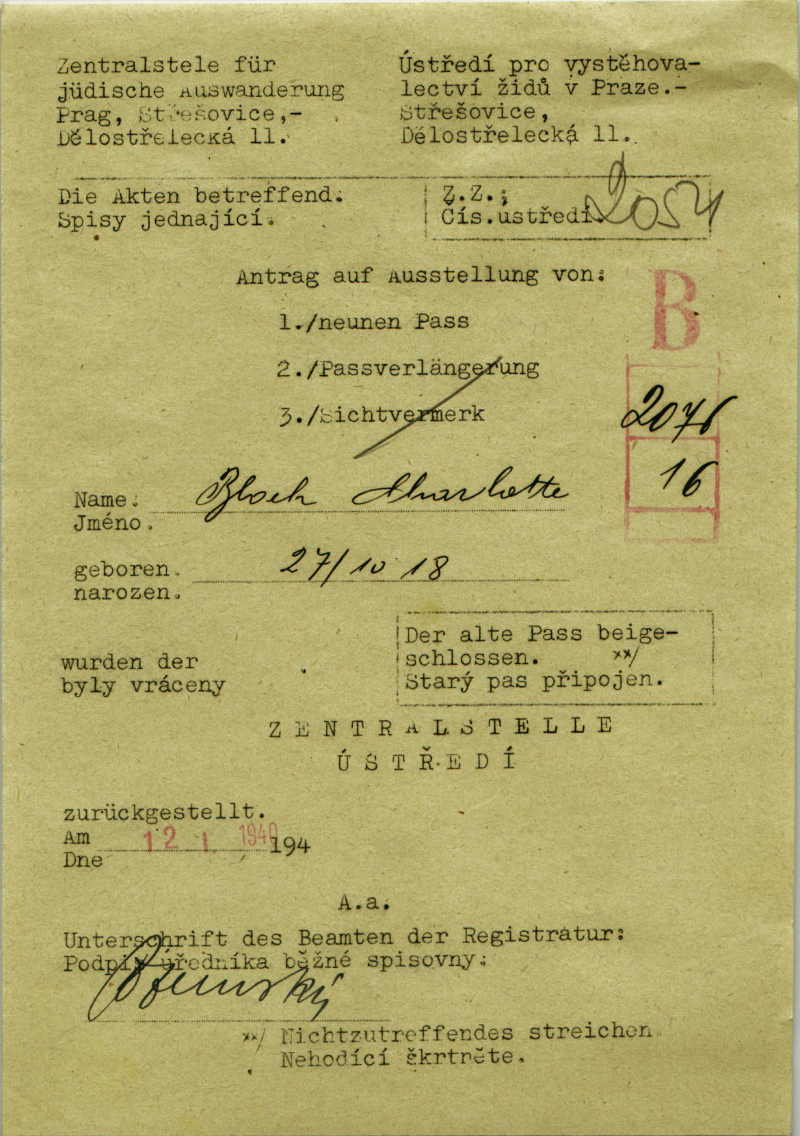 Zentralstele für
jüdische Auswanderung
Prag, Střešovice,-
Dělostřelecká 11.
Ústředí pro vystěhova-
lectví židů v Praze.-
Střešovice,
Dělostřelecká 11.
Die Akten betreffend:
Spisy jednající:
Z.Z.;
Čís.ustředí
2054
Antrag auf Ausstellung von:
B
1./neunen Pass
2./Passverlängerung
3./Sichtvermerk
2076
16
Name: Bloch Charlotte
Jméno.
geboren. 27/10 18
narozen.
Der alte Pass beige-
schlossen. xx/
Starý pas připojen.
wurden der
byly vráceny
ZENTRALSTELLE
ÚSTŘEDÍ
zurückgestellt.
Am 12 1 1940 194
Dne
A.a.
Unterschrift des Beamten der Registratur:
Podpis úředníka běžné spisovny:
xx/ Nichtzutreffendes streichen
Nehodící škrtněte.